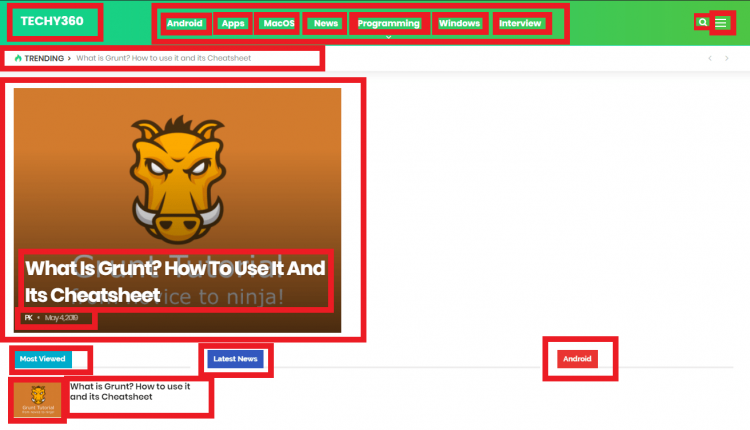 TECHY360
Android Apps MacOS News Programming Windows Interview
TRENDING > What is Grunt? How to use it and its Cheatsheet
Grunt Tutorial
What Is Grunt? How To Use It And
Its Cheatsheet
from novice to ninja!
PK • May 4, 2019
Most Viewed
Latest News
Android
Grunt Tutorial
What is Grunt? How to use it
and its Cheatsheet